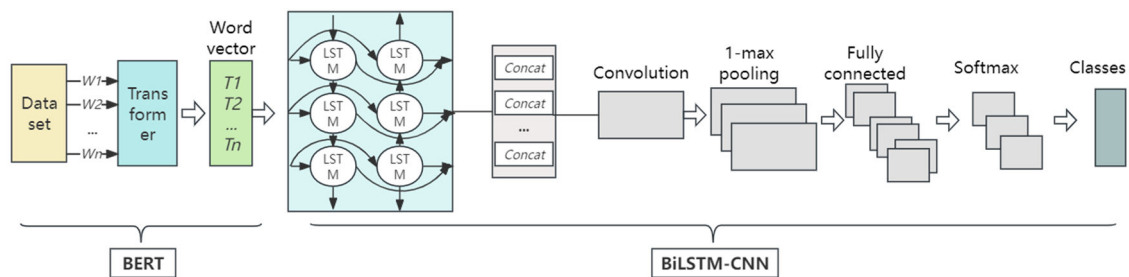 Data
set
W1
W2
...
Wn
Trans
form
er
Word
vector
T1
T2
...
Tn
LST
M
LST
M
LST
M
LST
M
LST
M
LST
M
Concat
Concat
...
Concat
Convolution
1-max
pooling
Fully
connected
Softmax
Classes
BERT
BiLSTM-CNN